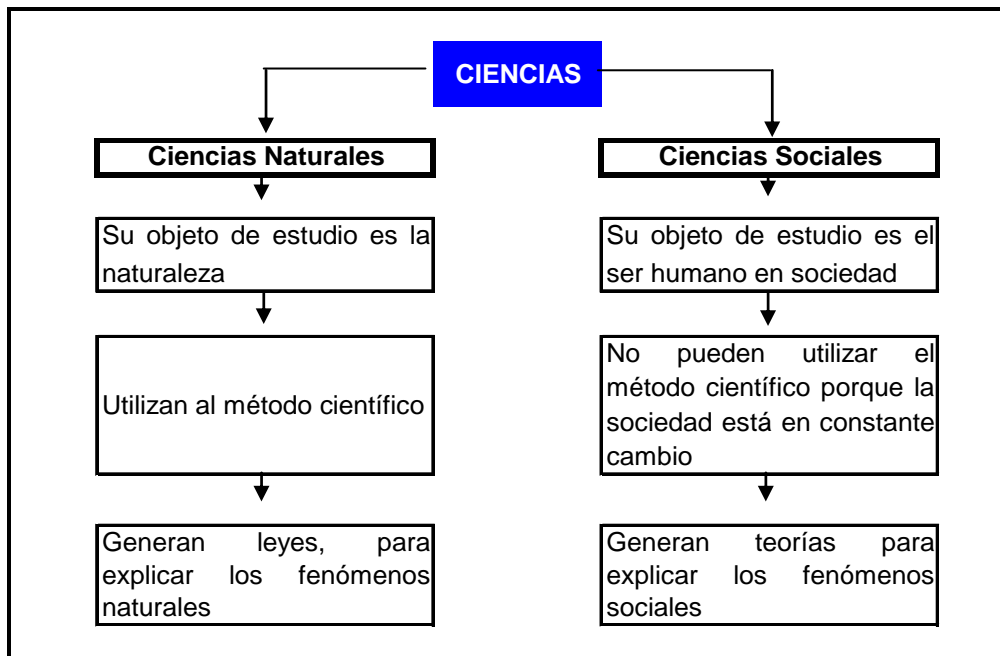 CIENCIAS
Ciencias Naturales
Su objeto de estudio es la
naturaleza
Utilizan al método científico
Generan leyes, para
explicar los fenómenos
naturales
Ciencias Sociales
Su objeto de estudio es el
ser humano en sociedad
No pueden utilizar el
método científico porque la
sociedad está en constante
cambio
Generan teorías para
explicar los fenómenos
sociales